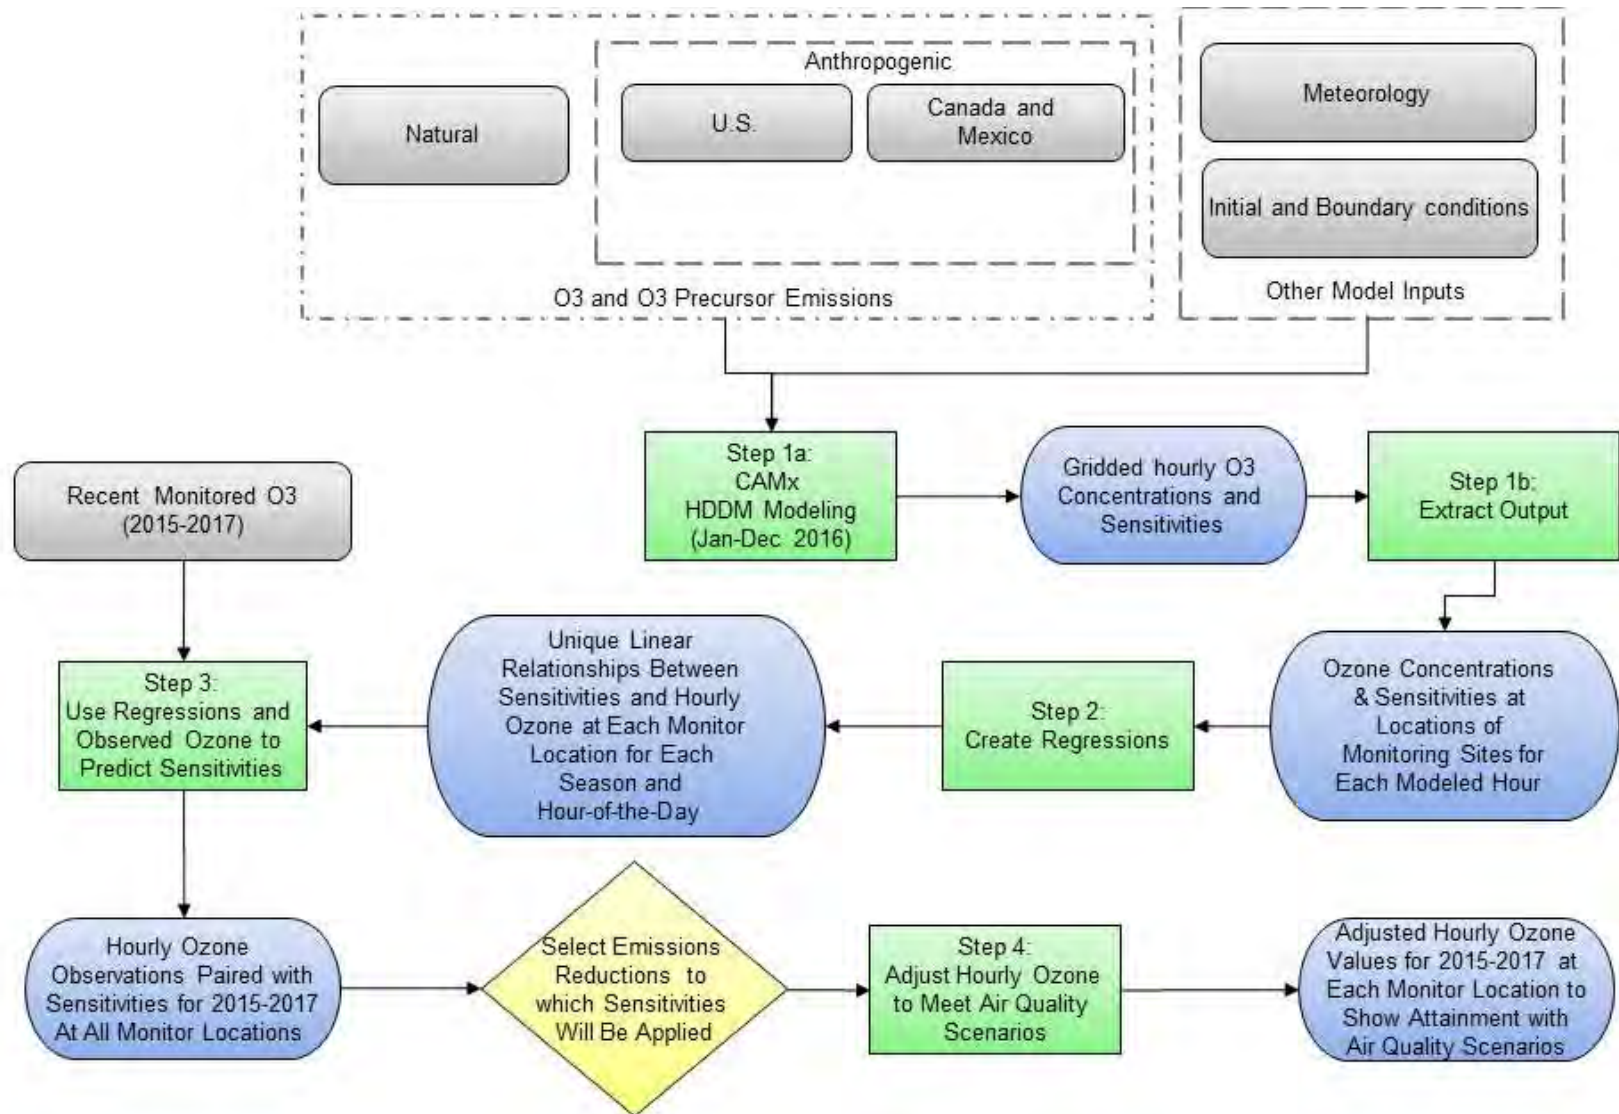 Anthropogenic
Natural
U.S.
Canada and
Mexico
O3 and O3 Precursor Emissions
Meteorology
Initial and Boundary conditions
Other Model Inputs
Step 1a:
CAMx
HDDM Modeling
(Jan-Dec 2016)
Gridded hourly O3
Concentrations and
Sensitivities
Step 1b:
Extract Output
Recent Monitored O3
(2015-2017)
Ozone Concentrations
& Sensitivities at
Locations of
Monitoring Sites for
Each Modeled Hour
Step 2:
Create Regressions
Unique Linear
Relationships Between
Sensitivities and Hourly
Ozone at Each Monitor
Location for Each
Season and
Hour-of-the-Day
Step 3:
Use Regressions and
Observed Ozone to
Predict Sensitivities
Hourly Ozone
Observations Paired with
Sensitivities for 2015-2017
At All Monitor Locations
Select Emissions
Reductions to
which Sensitivities
Will Be Applied
Step 4:
Adjust Hourly Ozone
to Meet Air Quality
Scenarios
Adjusted Hourly Ozone
Values for 2015-2017 at
Each Monitor Location to
Show Attainment with
Air Quality Scenarios